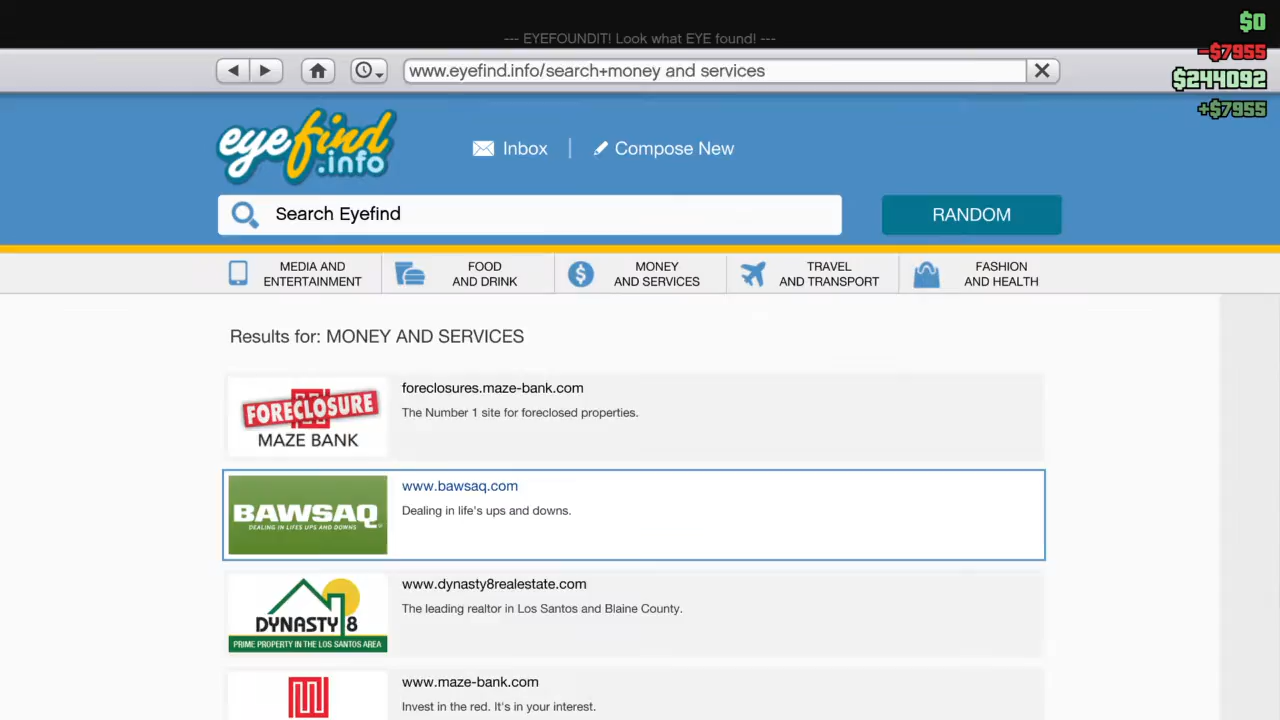 $0
--- EYEFOUNDIT! Look what EYE found! ---
-$7955
www.eyefind.info/search+money and services
$244092
+$7955
eyefind
.info
Inbox
Compose New
Search Eyefind
RANDOM
MEDIA AND
ENTERTAINMENT
FOOD
AND DRINK
MONEY
AND SERVICES
TRAVEL
AND TRANSPORT
FASHION
AND HEALTH
Results for: MONEY AND SERVICES
FORECLOSURE
MAZE BANK
foreclosures.maze-bank.com
The Number 1 site for foreclosed properties.
BAWSAQ
DEALING IN LIFE'S UPS AND DOWNS
www.bawsaq.com
Dealing in life's ups and downs.
DYNASTY 8
PRIME PROPERTY IN THE LOS SANTOS AREA
www.dynasty8realestate.com
The leading realtor in Los Santos and Blaine County.
www.maze-bank.com
Invest in the red. It's in your interest.